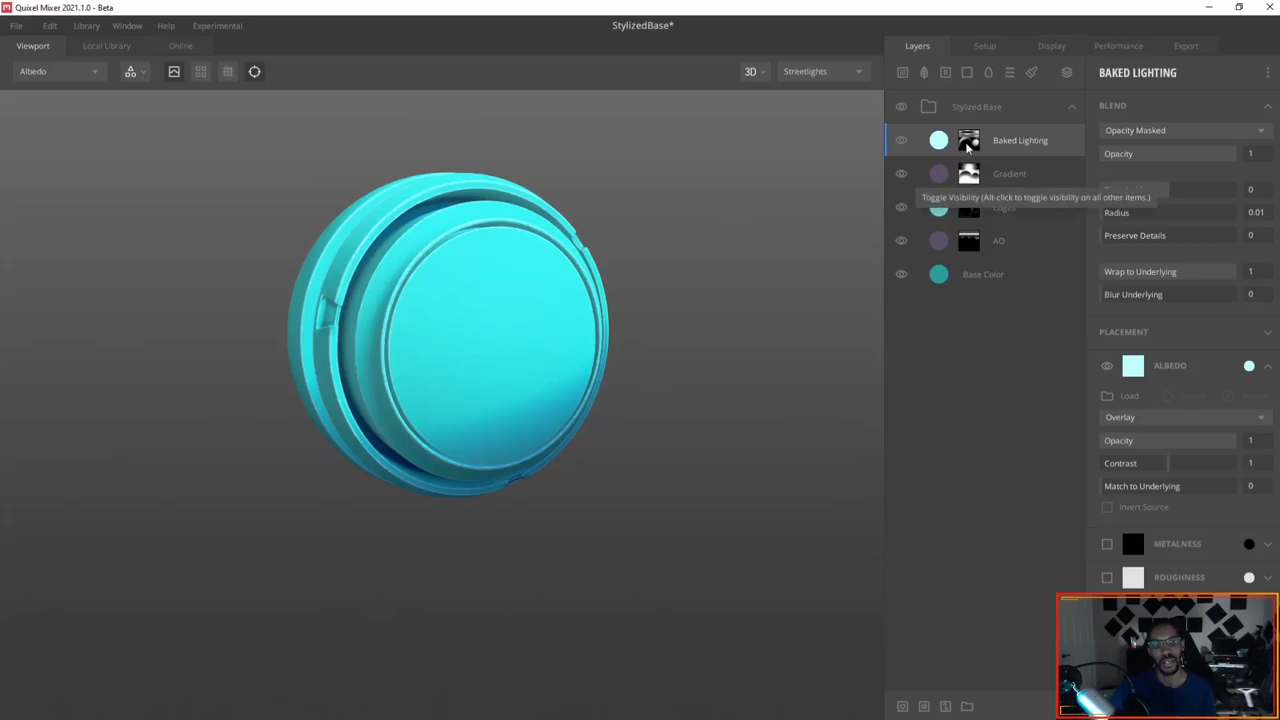 Quixel Mixer 2021.1.0 - Beta
File Edit Library Window Help Experimental
StylizedBase*
Viewport Local Library Online
Layers Setup Display Performance Export
Albedo
3D
Streetlights
BAKED LIGHTING
Stylized Base
Baked Lighting
Gradient
Toggle Visibility (Alt-click to toggle visibility on all other items.)
Edges
AO
Base Color
BLEND
Opacity Masked
Opacity 1
0
Radius 0.01
Preserve Details 0
Wrap to Underlying 1
Blur Underlying 0
PLACEMENT
ALBEDO
Load
Overlay
Opacity 1
Contrast 1
Match to Underlying 0
Invert Source
METALNESS
ROUGHNESS